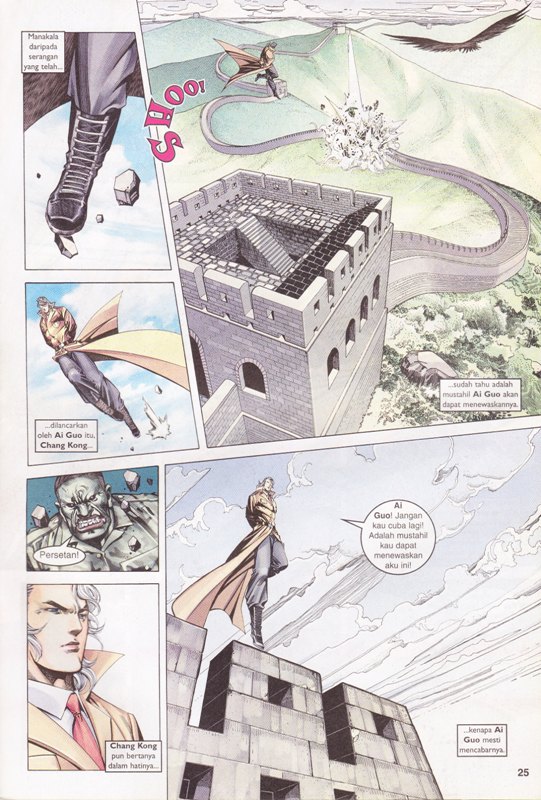 Manakala
daripada
serangan
yang telah...
SHOO!
...dilancarkan
oleh Ai Guo itu,
Chang Kong...
...sudah tahu adalah
mustahil Ai Guo akan
dapat menewaskannya.
Persetan!
Ai
Guo! Jangan
kau cuba lagi!
Adalah mustahil
kau dapat
menewaskan
aku ini!
Chang Kong
pun bertanya
dalam hatinya...
...kenapa Ai
Guo mesti
mencabarnya.
25